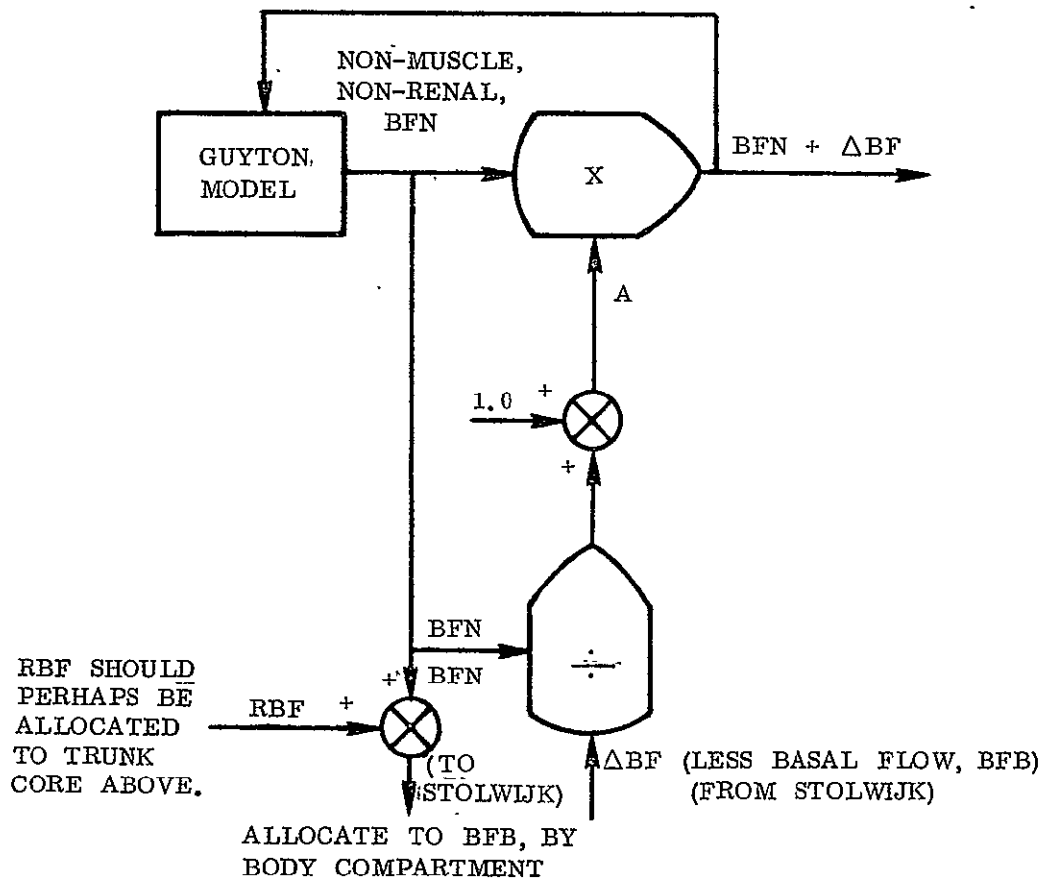 NON-MUSCLE,
NON-RENAL,
BFN
GUYTON
MODEL
X
BFN + ΔBF
A
+
1.0
+
BFN
BFN
÷
+
RBF SHOULD
PERHAPS BE
ALLOCATED
TO TRUNK
CORE ABOVE.
RBF
+
(TO
STOLWIJK)
ΔBF (LESS BASAL FLOW, BFB)
(FROM STOLWIJK)
ALLOCATE TO BFB, BY
BODY COMPARTMENT